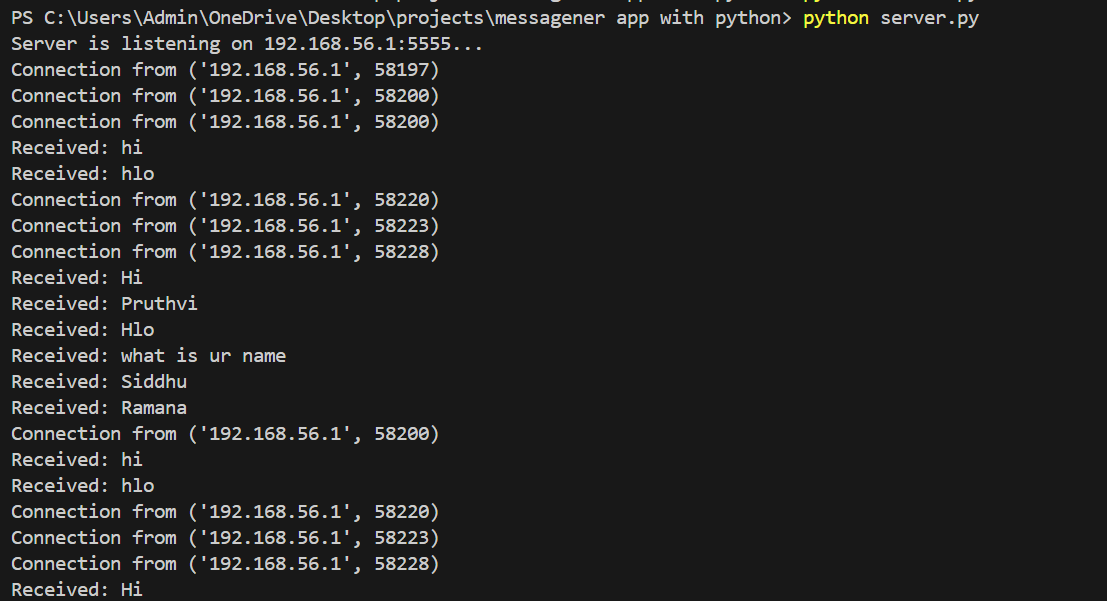 PS C:\Users\Admin\OneDrive\Desktop\projects\messagener app with python> python server.py
Server is listening on 192.168.56.1:5555...
Connection from ('192.168.56.1', 58197)
Connection from ('192.168.56.1', 58200)
Connection from ('192.168.56.1', 58200)
Received: hi
Received: hlo
Connection from ('192.168.56.1', 58220)
Connection from ('192.168.56.1', 58223)
Connection from ('192.168.56.1', 58228)
Received: Hi
Received: Pruthvi
Received: Hlo
Received: what is ur name
Received: Siddhu
Received: Ramana
Connection from ('192.168.56.1', 58200)
Received: hi
Received: hlo
Connection from ('192.168.56.1', 58220)
Connection from ('192.168.56.1', 58223)
Connection from ('192.168.56.1', 58228)
Received: Hi